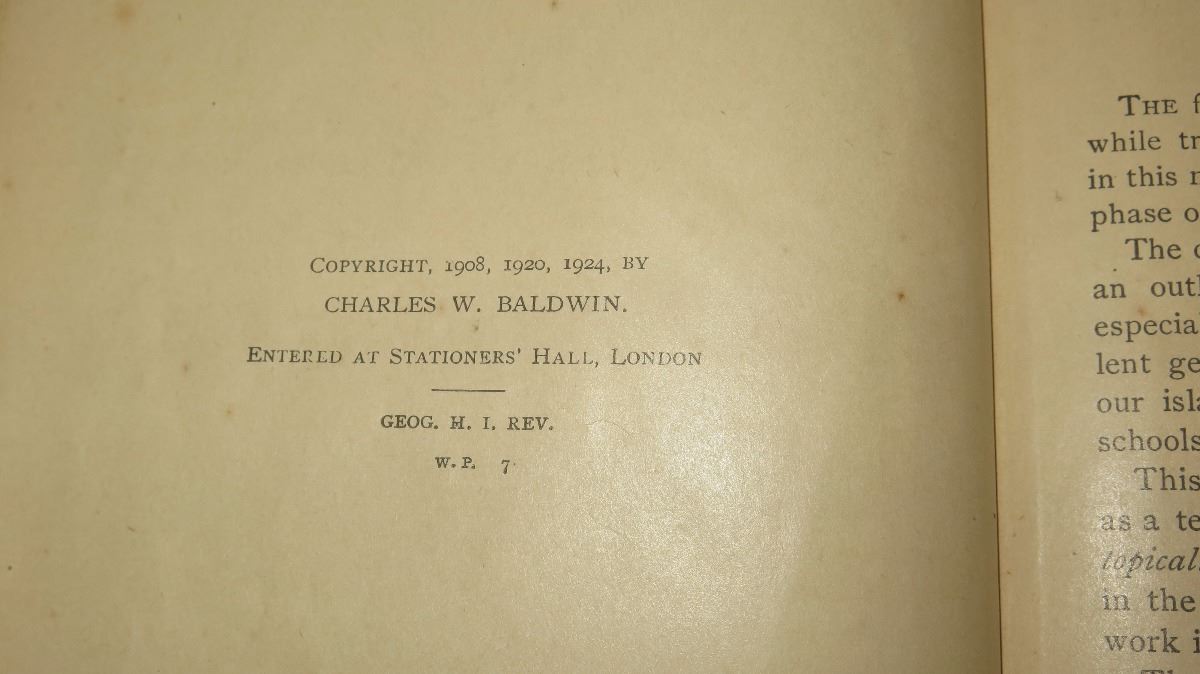 COPYRIGHT, 1908, 1920, 1924, BY
CHARLES W. BALDWIN.
ENTERED AT STATIONERS' HALL, LONDON
GEOG. H. I. REV.
W. P. 7
THE
while
in this
phase
The
an
lent
our
schools
This
as a
in the
work